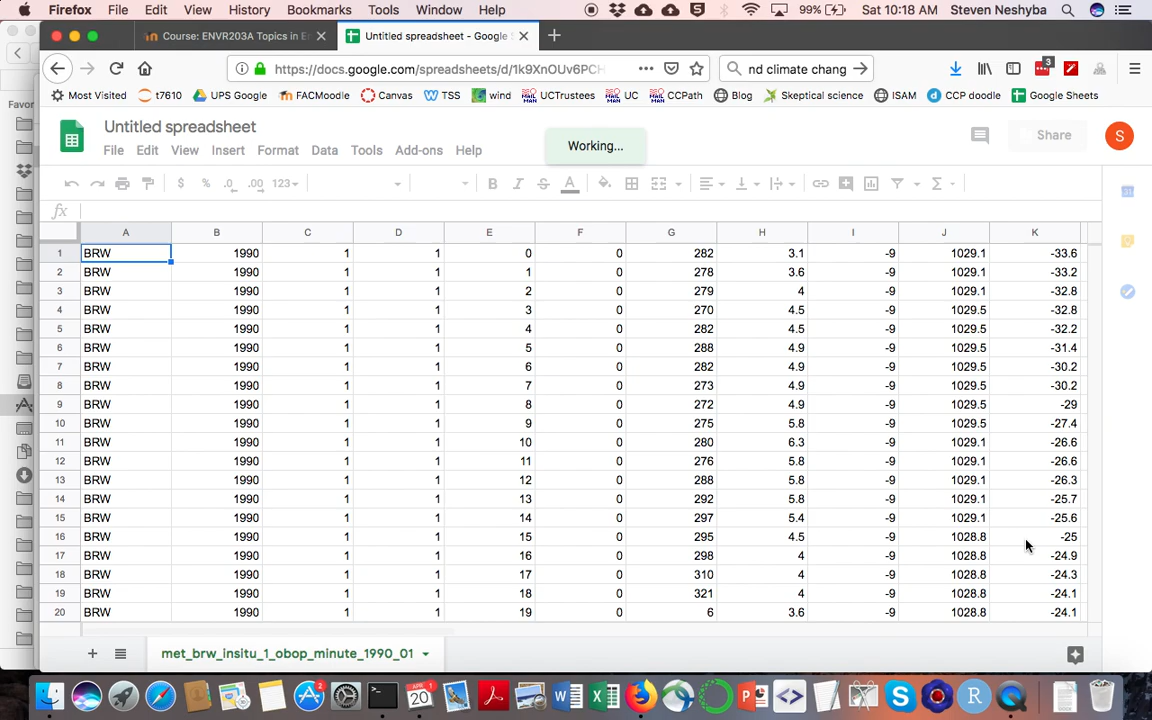 Firefox File Edit View History Bookmarks Tools Window Help 99% Sat 10:18 AM Steven Neshyba
Course: ENVR203A Topics in E
Untitled spreadsheet - Google S
https://docs.google.com/spreadsheets/d/1k9XnOUv6PCH
nd climate chang
3
Most Visited t7610 UPS Google FACMoodle Canvas TSS wind UCTrustees UC CCPath Blog Skeptical science ISAM CCP doodle Google Sheets
Untitled spreadsheet
Working...
Share
S
File Edit View Insert Format Data Tools Add-ons Help
$ % .0 .00 123
B I S A
fx
A B C D E F G H I J K
1 BRW 1990 1 1 0 0 282 3.1 -9 1029.1 -33.6
2 BRW 1990 1 1 1 0 278 3.6 -9 1029.1 -33.2
3 BRW 1990 1 1 2 0 279 4 -9 1029.1 -32.8
4 BRW 1990 1 1 3 0 270 4.5 -9 1029.5 -32.8
5 BRW 1990 1 1 4 0 282 4.5 -9 1029.5 -32.2
6 BRW 1990 1 1 5 0 288 4.9 -9 1029.5 -31.4
7 BRW 1990 1 1 6 0 282 4.9 -9 1029.5 -30.2
8 BRW 1990 1 1 7 0 273 4.9 -9 1029.5 -30.2
9 BRW 1990 1 1 8 0 272 4.9 -9 1029.5 -29
10 BRW 1990 1 1 9 0 275 5.8 -9 1029.5 -27.4
11 BRW 1990 1 1 10 0 280 6.3 -9 1029.1 -26.6
12 BRW 1990 1 1 11 0 276 5.8 -9 1029.1 -26.6
13 BRW 1990 1 1 12 0 288 5.8 -9 1029.1 -26.3
14 BRW 1990 1 1 13 0 292 5.8 -9 1029.1 -25.7
15 BRW 1990 1 1 14 0 297 5.4 -9 1029.1 -25.6
16 BRW 1990 1 1 15 0 295 4.5 -9 1028.8 -25
17 BRW 1990 1 1 16 0 298 4 -9 1028.8 -24.9
18 BRW 1990 1 1 17 0 310 4 -9 1028.8 -24.3
19 BRW 1990 1 1 18 0 321 4 -9 1028.8 -24.1
20 BRW 1990 1 1 19 0 6 3.6 -9 1028.8 -24.1
met_brw_insitu_1_obop_minute_1990_01
Favor